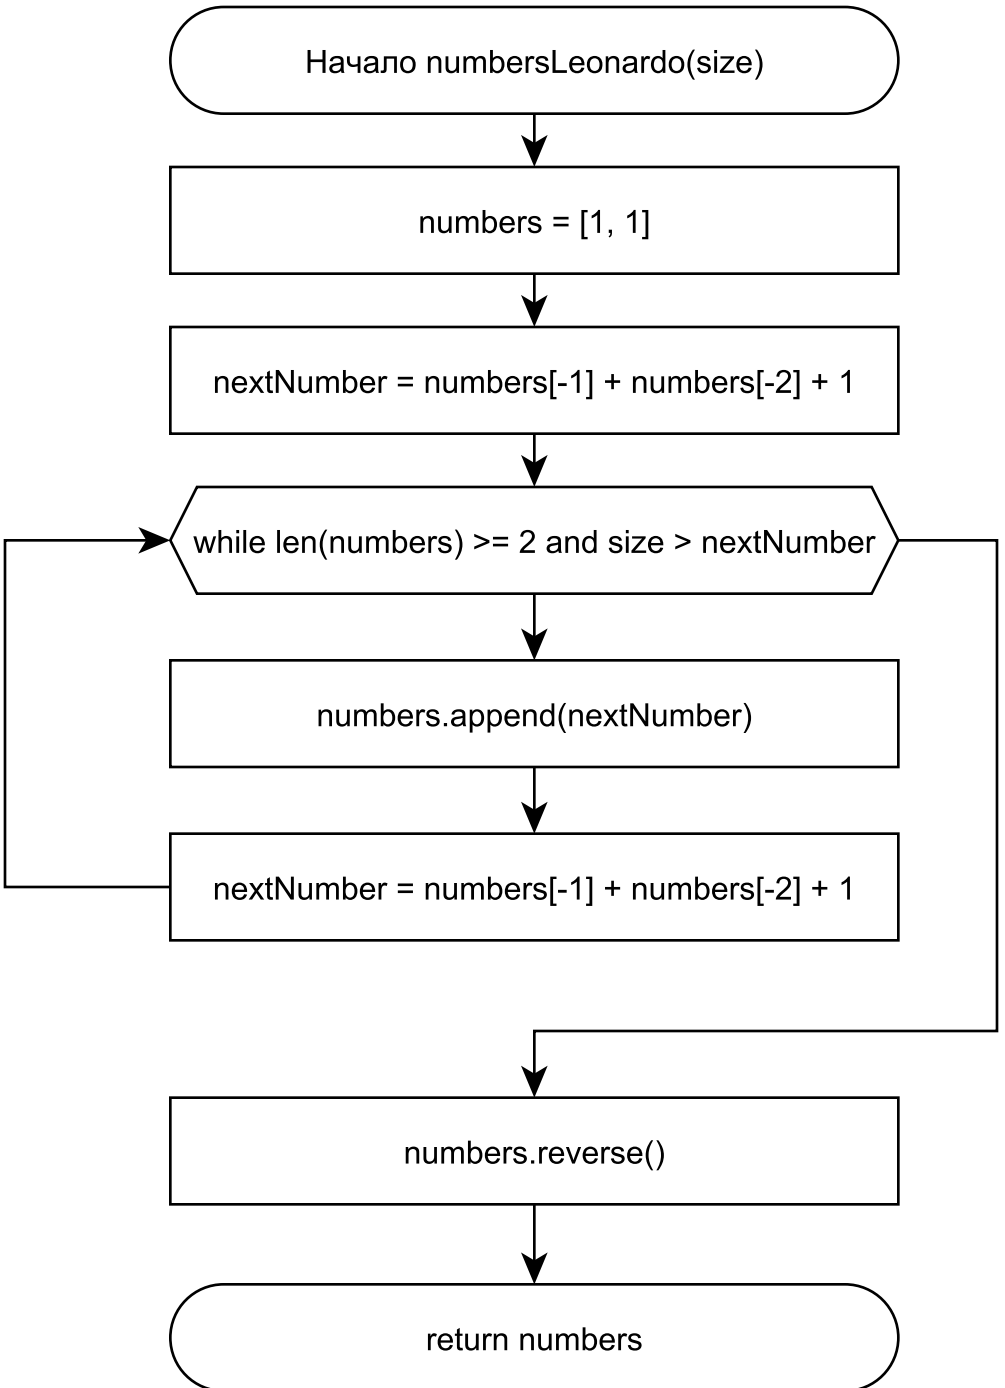 Начало numbersLeonardo(size)
numbers = [1, 1]
nextNumber = numbers[-1] + numbers[-2] + 1
while len(numbers) >= 2 and size > nextNumber
numbers.append(nextNumber)
nextNumber = numbers[-1] + numbers[-2] + 1
numbers.reverse()
return numbers